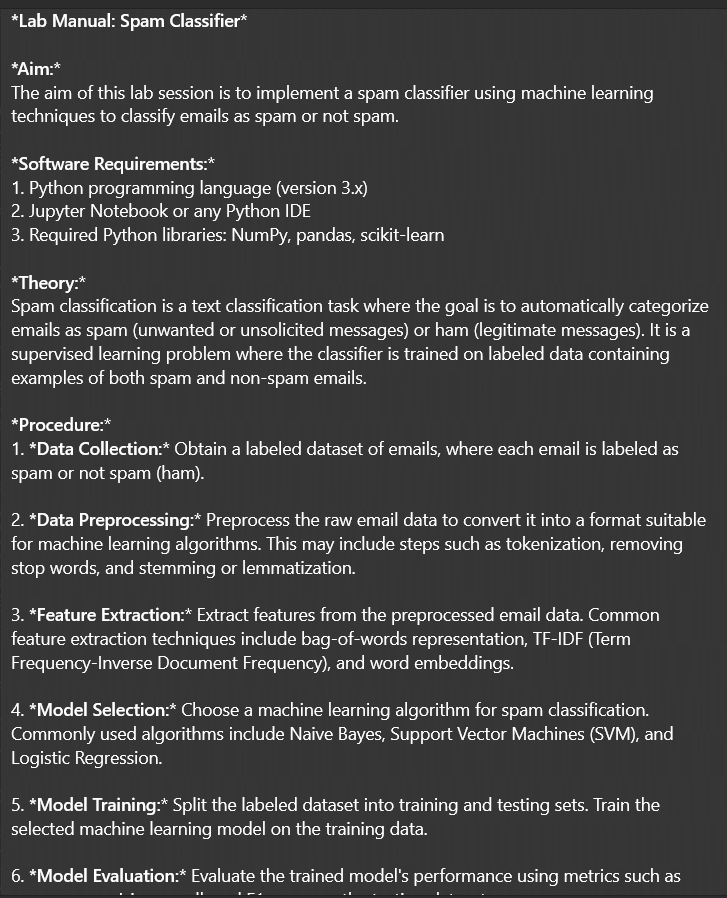 *Lab Manual: Spam Classifier*
*Aim:*
The aim of this lab session is to implement a spam classifier using machine learning
techniques to classify emails as spam or not spam.
*Software Requirements:*
1. Python programming language (version 3.x)
2. Jupyter Notebook or any Python IDE
3. Required Python libraries: NumPy, pandas, scikit-learn
*Theory:*
Spam classification is a text classification task where the goal is to automatically categorize
emails as spam (unwanted or unsolicited messages) or ham (legitimate messages). It is a
supervised learning problem where the classifier is trained on labeled data containing
examples of both spam and non-spam emails.
*Procedure:*
1. *Data Collection:* Obtain a labeled dataset of emails, where each email is labeled as
spam or not spam (ham).
2. *Data Preprocessing:* Preprocess the raw email data to convert it into a format suitable
for machine learning algorithms. This may include steps such as tokenization, removing
stop words, and stemming or lemmatization.
3. *Feature Extraction:* Extract features from the preprocessed email data. Common
feature extraction techniques include bag-of-words representation, TF-IDF (Term
Frequency-Inverse Document Frequency), and word embeddings.
4. *Model Selection:* Choose a machine learning algorithm for spam classification.
Commonly used algorithms include Naive Bayes, Support Vector Machines (SVM), and
Logistic Regression.
5. *Model Training:* Split the labeled dataset into training and testing sets. Train the
selected machine learning model on the training data.
6. *Model Evaluation:* Evaluate the trained model's performance using metrics such as